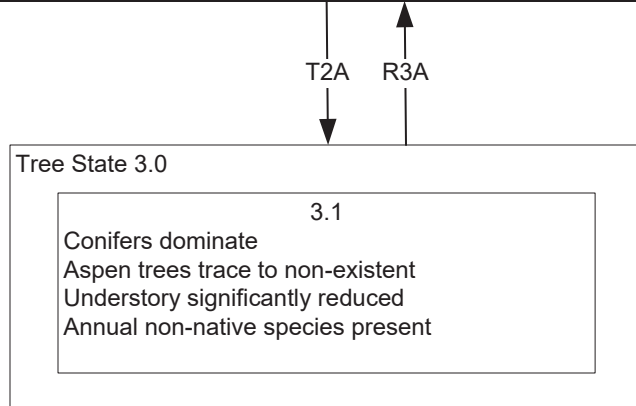 T2A R3A
Tree State 3.0
3.1
Conifers dominate
Aspen trees trace to non-existent
Understory significantly reduced
Annual non-native species present